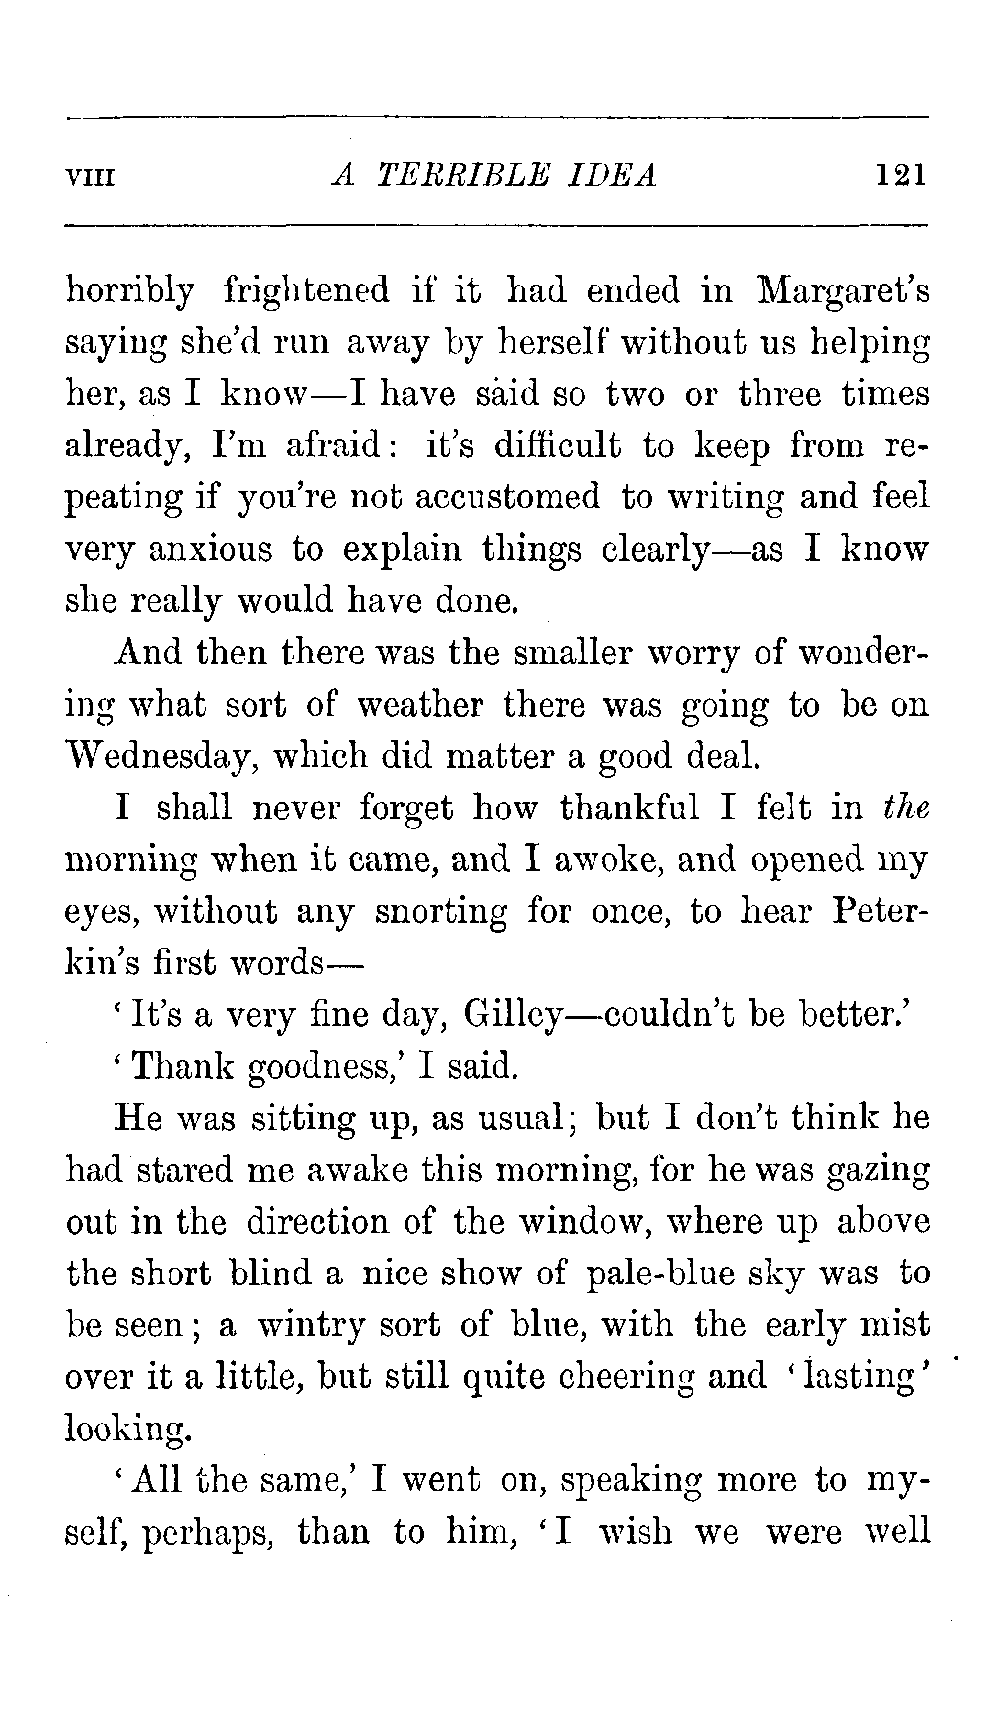 VIII A TERRIBLE IDEA 121
horribly frightened if it had ended in Margaret's
saying she'd run away by herself without us helping
her, as I know—I have said so two or three times
already, I'm afraid: it's difficult to keep from re-
peating if you're not accustomed to writing and feel
very anxious to explain things clearly—as I know
she really would have done.
And then there was the smaller worry of wonder-
ing what sort of weather there was going to be on
Wednesday, which did matter a good deal.
I shall never forget how thankful I felt in the
morning when it came, and I awoke, and opened my
eyes, without any snorting for once, to hear Peter-
kin's first words—
‘It's a very fine day, Gilley—couldn't be better.’
‘Thank goodness,’ I said.
He was sitting up, as usual; but I don't think he
had stared me awake this morning, for he was gazing
out in the direction of the window, where up above
the short blind a nice show of pale-blue sky was to
be seen; a wintry sort of blue, with the early mist
over it a little, but still quite cheering and ‘lasting’
looking.
‘All the same,’ I went on, speaking more to my-
self, perhaps, than to him, ‘I wish we were well